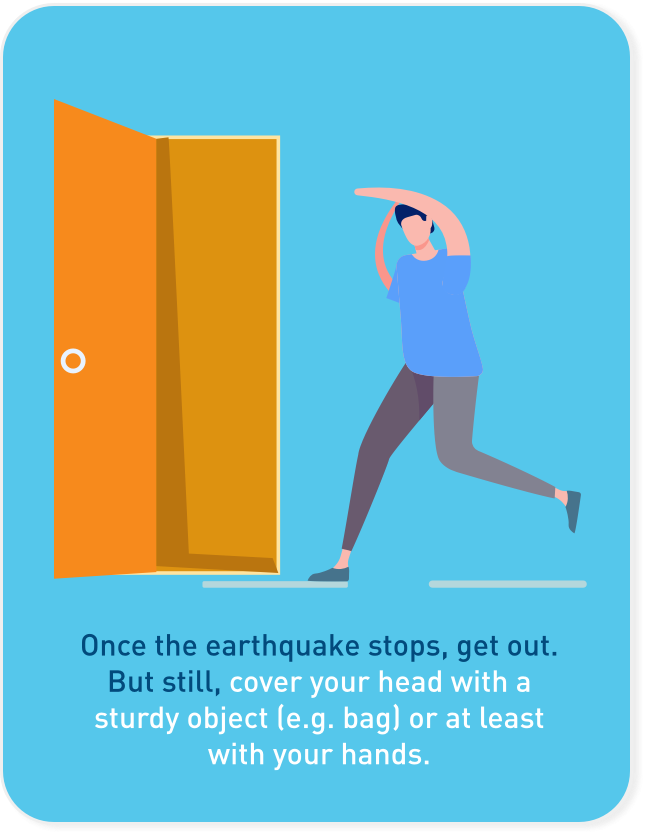 Once the earthquake stops, get out.
But still, cover your head with a
sturdy object (e.g. bag) or at least
with your hands.